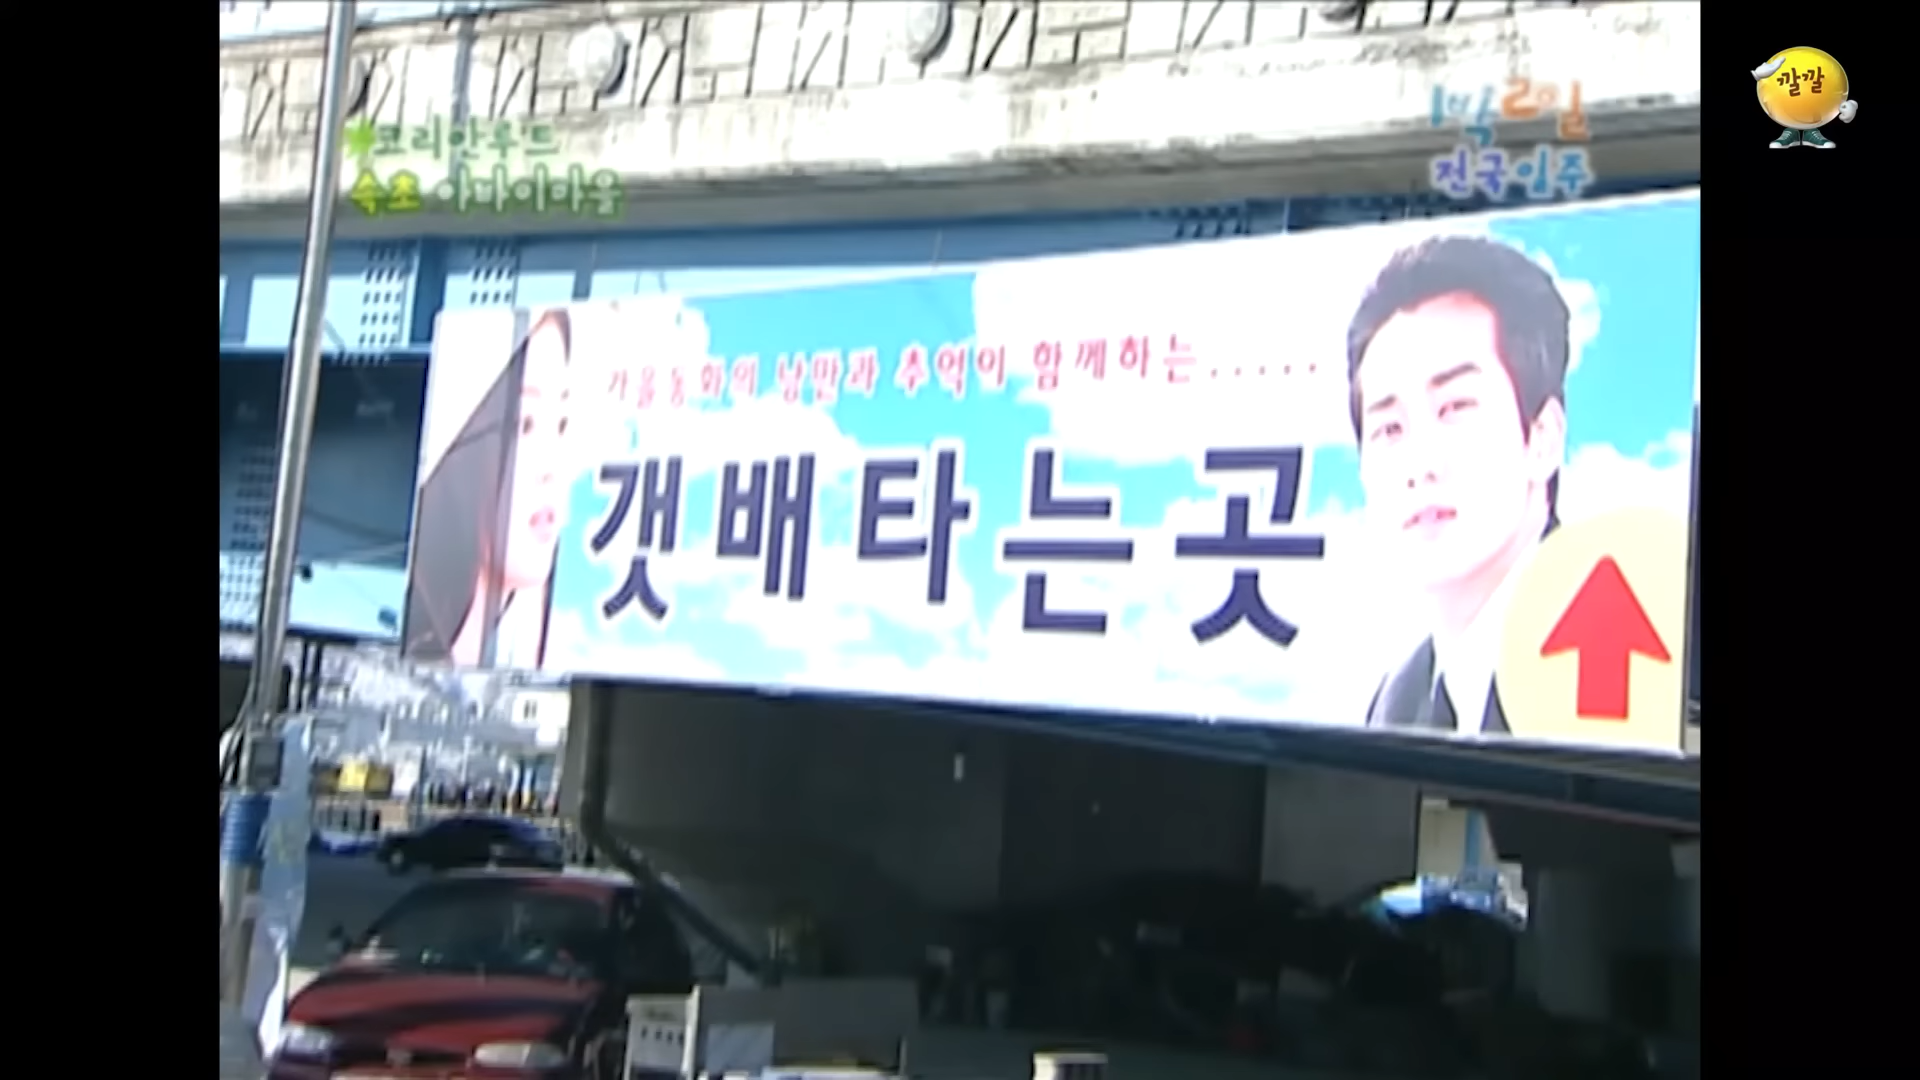 코리안루트
속초 아바이마을
1박2일
전국일주
깔깔
가을동화의 낭만과 추억이 함께하는.....
갯배타는곳